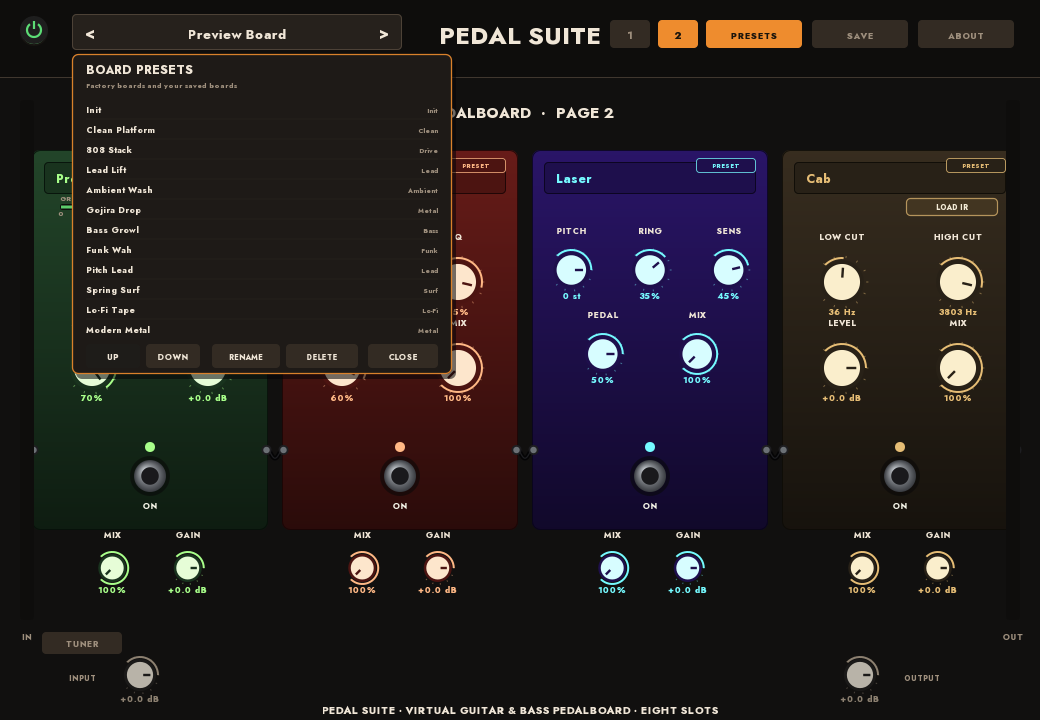 < Preview Board >
PEDAL SUITE
1
2
PRESETS
SAVE
ABOUT
BOARD PRESETS
Factory boards and your saved boards
Init Init
Clean Platform Clean
808 Stack Drive
Lead Lift Lead
Ambient Wash Ambient
Gojira Drop Metal
Bass Growl Bass
Funk Wah Funk
Pitch Lead Lead
Spring Surf Surf
Lo-Fi Tape Lo-Fi
Modern Metal Metal
UP
DOWN
RENAME
DELETE
CLOSE
DALBOARD · PAGE 2
PRESET
Q
5%
MIX
70%
+0.0 dB
60%
100%
ON
ON
Laser
PRESET
PITCH
RING
SENS
0 st
35%
45%
PEDAL
MIX
50%
100%
ON
Cab
PRESET
LOAD IR
LOW CUT
HIGH CUT
36 Hz
3803 Hz
LEVEL
MIX
+0.0 dB
100%
ON
MIX
GAIN
100%
+0.0 dB
MIX
GAIN
100%
+0.0 dB
MIX
GAIN
100%
+0.0 dB
MIX
GAIN
100%
+0.0 dB
IN
TUNER
INPUT
+0.0 dB
OUT
OUTPUT
+0.0 dB
PEDAL SUITE · VIRTUAL GUITAR & BASS PEDALBOARD · EIGHT SLOTS